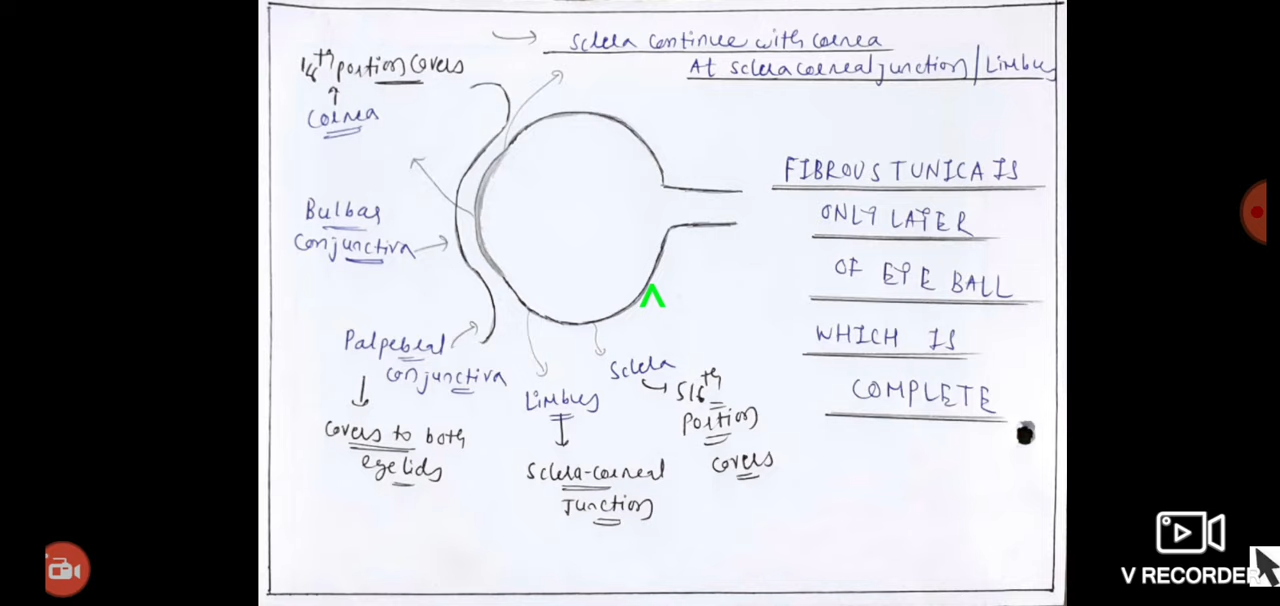 Sclera continue with cornea
At sclera corneal junction / Limbus
1/6th portion covers
Cornea
Bulbar
Conjunctiva
Palpebral
Conjunctiva
Covers to both
eyelids
Limbus
Sclera-corneal
Junction
Sclera
5/6th
Portion
covers
FIBROUS TUNICA IS
ONLY LAYER
OF EYE BALL
WHICH IS
COMPLETE
V RECORDER